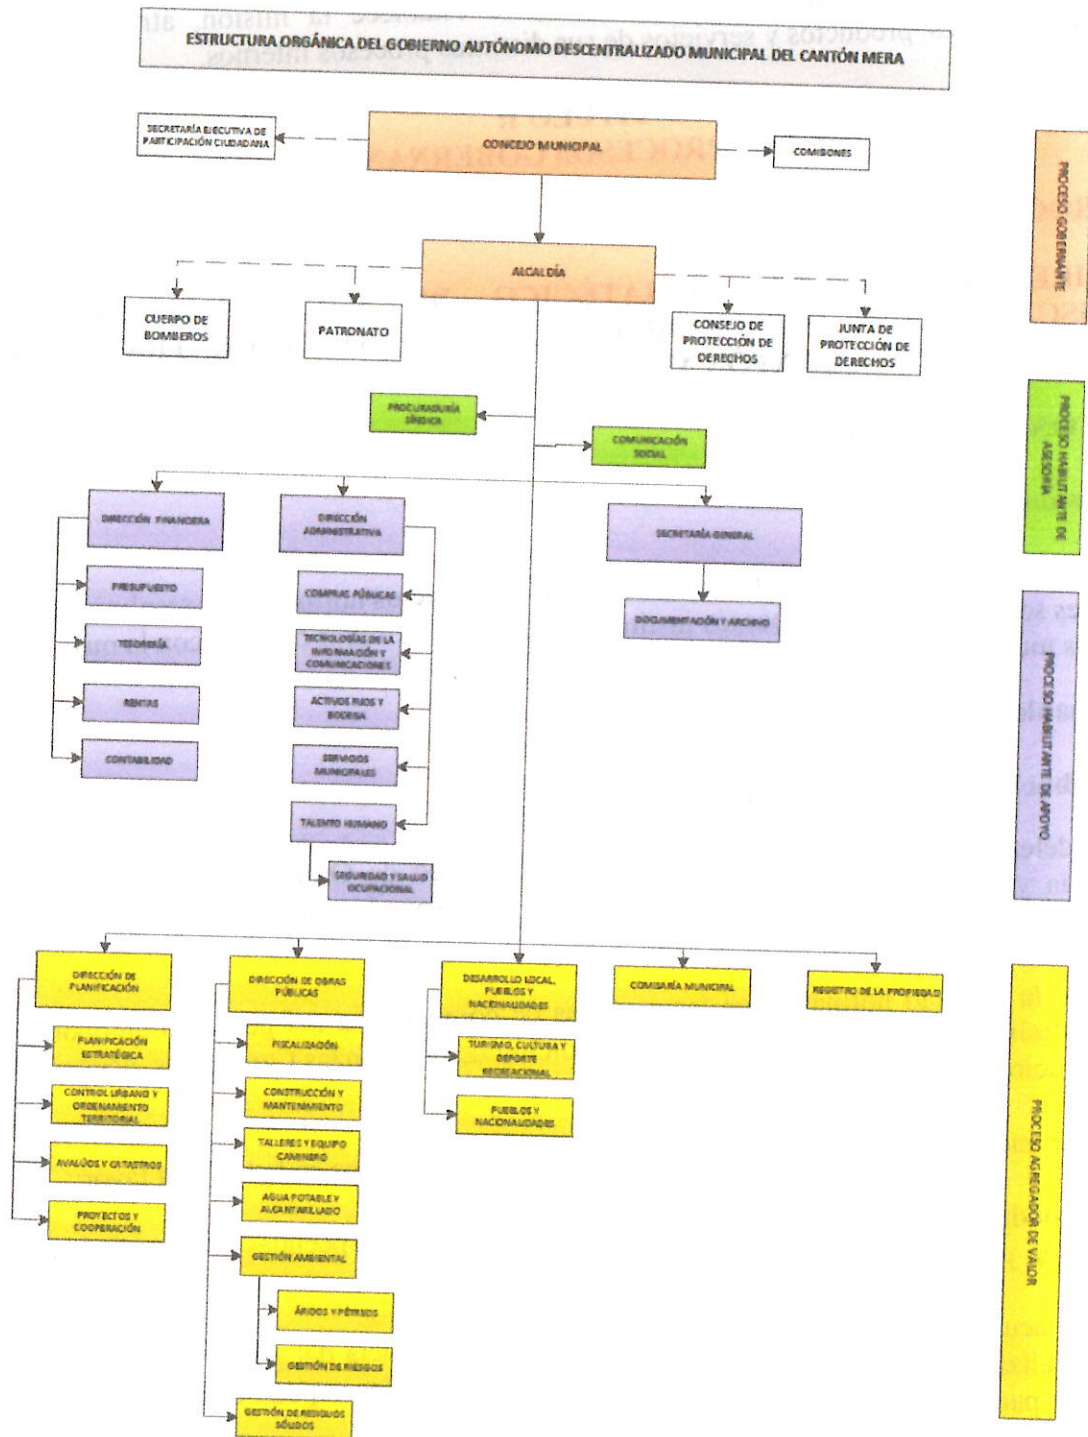 productos y servicios de
la misión,
procesos internos.
ESTRUCTURA ORGÁNICA DEL GOBIERNO AUTÓNOMO DESCENTRALIZADO MUNICIPAL DEL CANTÓN MERA
SECRETARÍA EJECUTIVA DE
PARTICIPACIÓN CIUDADANA
CONCEJO MUNICIPAL
COMISIONES
PROCESO GOBERNANTE
ALCALDÍA
CUERPO DE
BOMBEROS
PATRONATO
CONSEJO DE
PROTECCIÓN DE
DERECHOS
JUNTA DE
PROTECCIÓN DE
DERECHOS
PROCURADURÍA
SÍNDICA
COMUNICACIÓN
SOCIAL
PROCESO HABILITANTE DE
ASESORIA
DIRECCIÓN FINANCIERA
DIRECCIÓN
ADMINISTRATIVA
SECRETARÍA GENERAL
PRESUPUESTO
COMPRAS PÚBLICAS
DOCUMENTACIÓN Y ARCHIVO
TESORERÍA
TECNOLOGÍAS DE LA
INFORMACIÓN Y
COMUNICACIONES
RENTAS
ACTIVOS FIJOS Y
BODEGA
CONTABILIDAD
SERVICIOS
MUNICIPALES
TALENTO HUMANO
SEGURIDAD Y SALUD
OCUPACIONAL
PROCESO HABILITANTE DE APOYO
DIRECCIÓN DE
PLANIFICACIÓN
DIRECCIÓN DE OBRAS
PÚBLICAS
DESARROLLO LOCAL,
PUEBLOS Y
NACIONALIDADES
COMISARÍA MUNICIPAL
REGISTRO DE LA PROPIEDAD
PLANIFICACIÓN
ESTRATÉGICA
FISCALIZACIÓN
TURISMO, CULTURA Y
DEPORTE
RECREACIONAL
CONTROL URBANO Y
ORDENAMIENTO
TERRITORIAL
CONSTRUCCIÓN Y
MANTENIMIENTO
PUEBLOS Y
NACIONALIDADES
AVALÚOS Y CATASTROS
TALLERES Y EQUIPO
CAMINERO
PROYECTOS Y
COOPERACIÓN
AGUA POTABLE Y
ALCANTARILLADO
GESTIÓN AMBIENTAL
ÁRIDOS Y PÉTREOS
GESTIÓN DE RIESGOS
GESTIÓN DE RESIDUOS
SÓLIDOS
PROCESO AGREGADOR DE VALOR